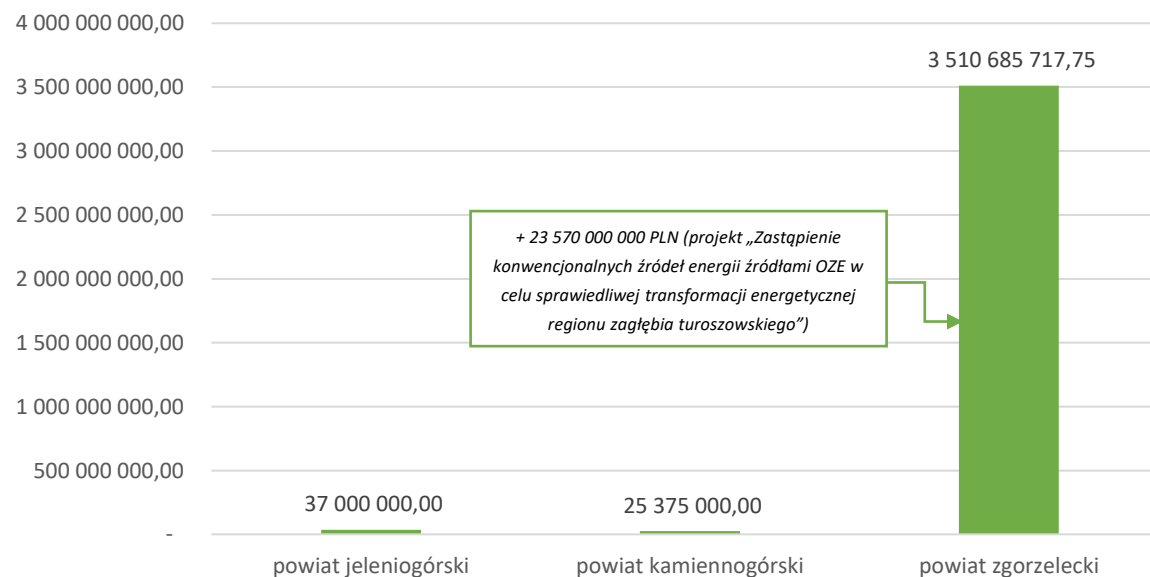 4 000 000 000,00
3 500 000 000,00
3 000 000 000,00
2 500 000 000,00
2 000 000 000,00
1 500 000 000,00
1 000 000 000,00
500 000 000,00
-
3 510 685 717,75
+ 23 570 000 000 PLN (projekt „Zastąpienie
konwencjonalnych źródeł energii źródłami OZE w
celu sprawiedliwej transformacji energetycznej
regionu zagłębia turoszowskiego”)
37 000 000,00
25 375 000,00
powiat jeleniogórski
powiat kamiennogórski
powiat zgorzelecki